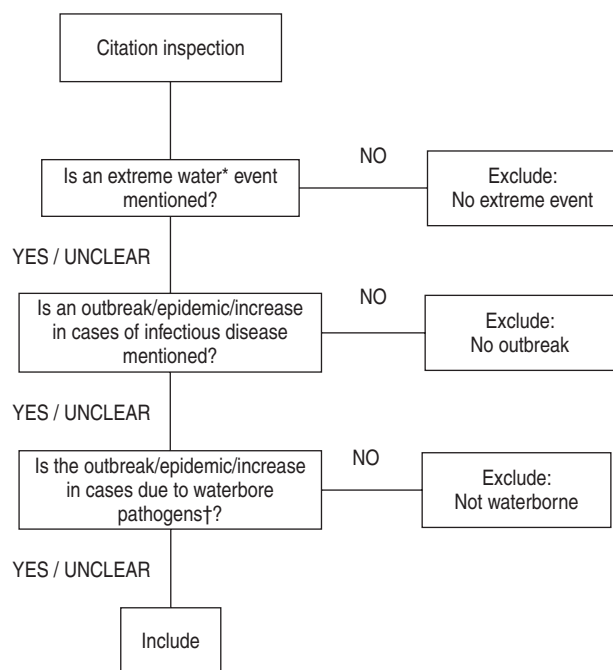 Citation inspection
Is an extreme water* event
mentioned?
NO
Exclude:
No extreme event
YES / UNCLEAR
Is an outbreak/epidemic/increase
in cases of infectious disease
mentioned?
NO
Exclude:
No outbreak
YES / UNCLEAR
Is the outbreak/epidemic/increase
in cases due to waterbore
pathogens†?
NO
Exclude:
Not waterborne
YES / UNCLEAR
Include